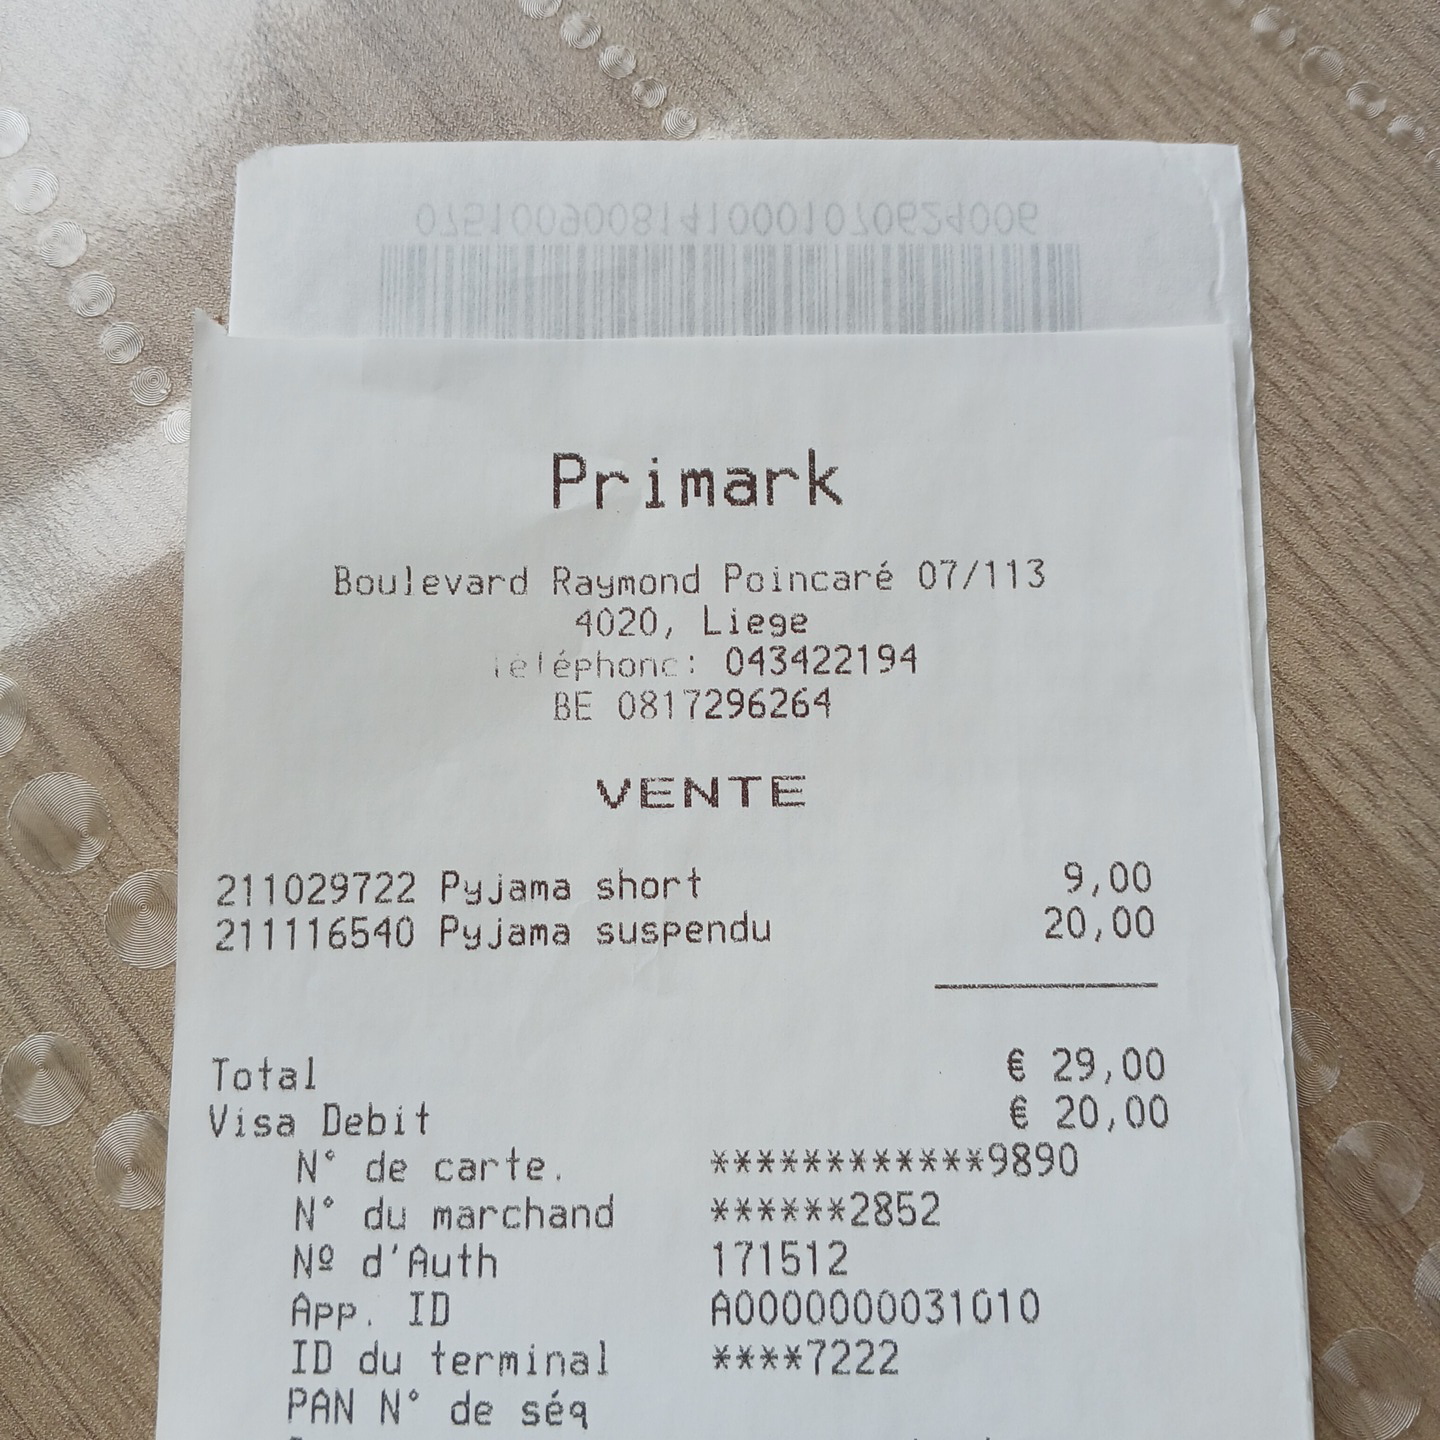 07510090081410001070624006
Primark
Boulevard Raymond Poincaré 07/113
4020, Liege
Téléphone: 043422194
BE 0817296264
VENTE
211029722 Pyjama short 9,00
211116540 Pyjama suspendu 20,00
Total € 29,00
Visa Debit € 20,00
N° de carte. ************9890
N° du marchand ******2852
Nº d'Auth 171512
App. ID A0000000031010
ID du terminal ****7222
PAN N° de séq